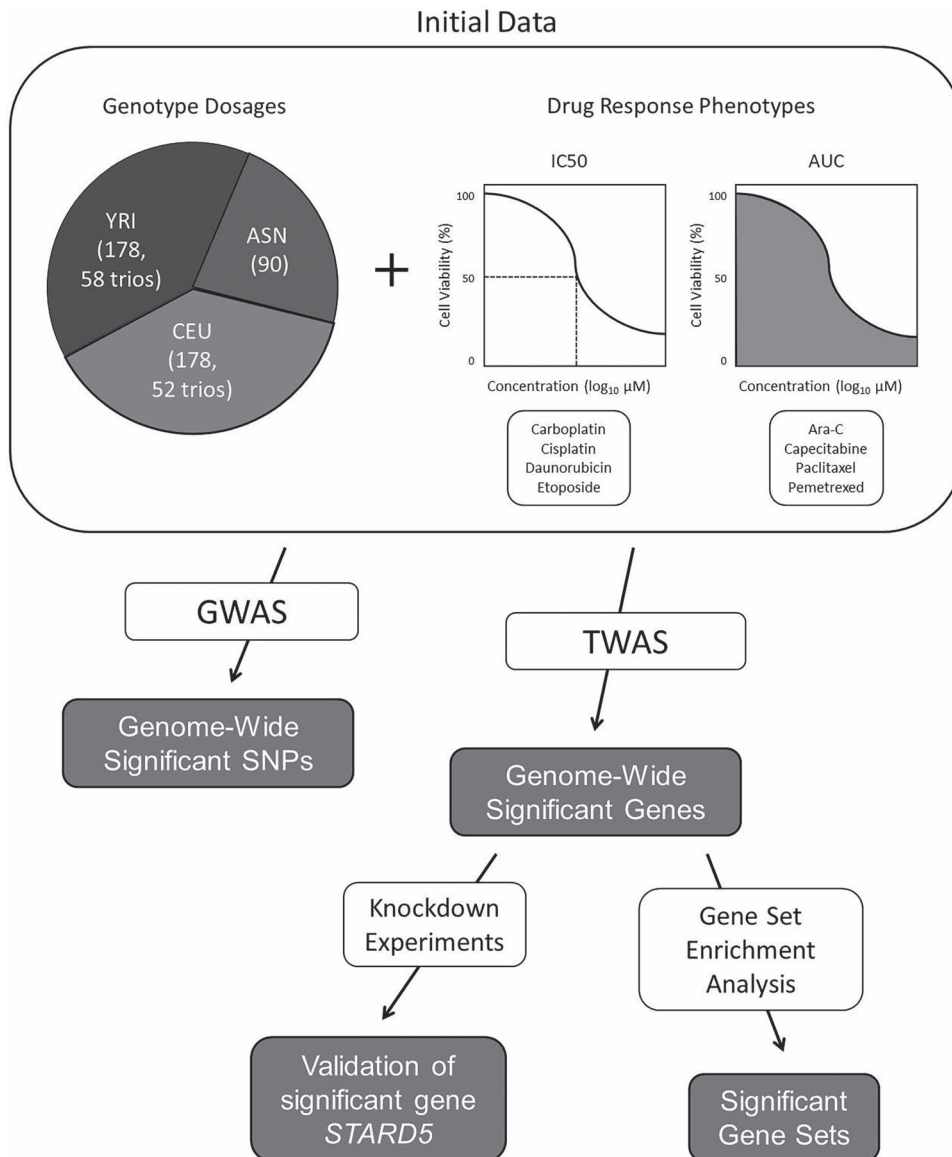 Initial Data
Genotype Dosages
YRI
(178,
58 trios)
ASN
(90)
CEU
(178,
52 trios)
+
Drug Response Phenotypes
IC50
100
50
0
Cell Viability (%)
Concentration (log₁₀ μM)
Carboplatin
Cisplatin
Daunorubicin
Etoposide
AUC
100
50
0
Cell Viability (%)
Concentration (log₁₀ μM)
Ara-C
Capecitabine
Paclitaxel
Pemetrexed
GWAS
TWAS
Genome-Wide
Significant SNPs
Genome-Wide
Significant Genes
Knockdown
Experiments
Gene Set
Enrichment
Analysis
Validation of
significant gene
STARD5
Significant
Gene Sets